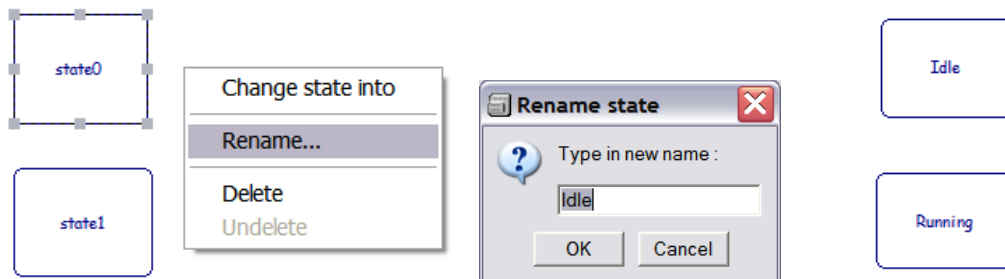 state0
state1
Change state into
Rename...
Delete
Undelete
Rename state
Type in new name :
Idle
OK
Cancel
Idle
Running